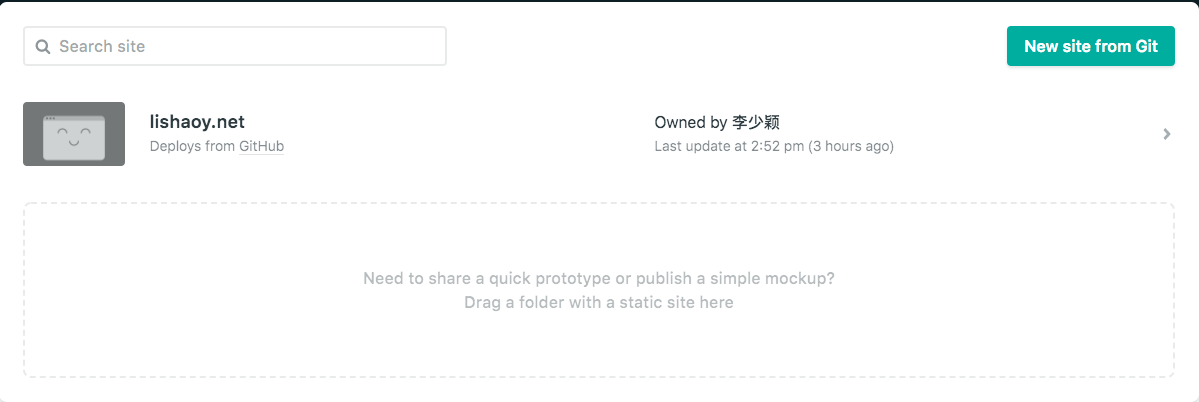 Search site
New site from Git
lishaoy.net
Deploys from GitHub
Owned by 李少颖
Last update at 2:52 pm (3 hours ago)
Need to share a quick prototype or publish a simple mockup?
Drag a folder with a static site here